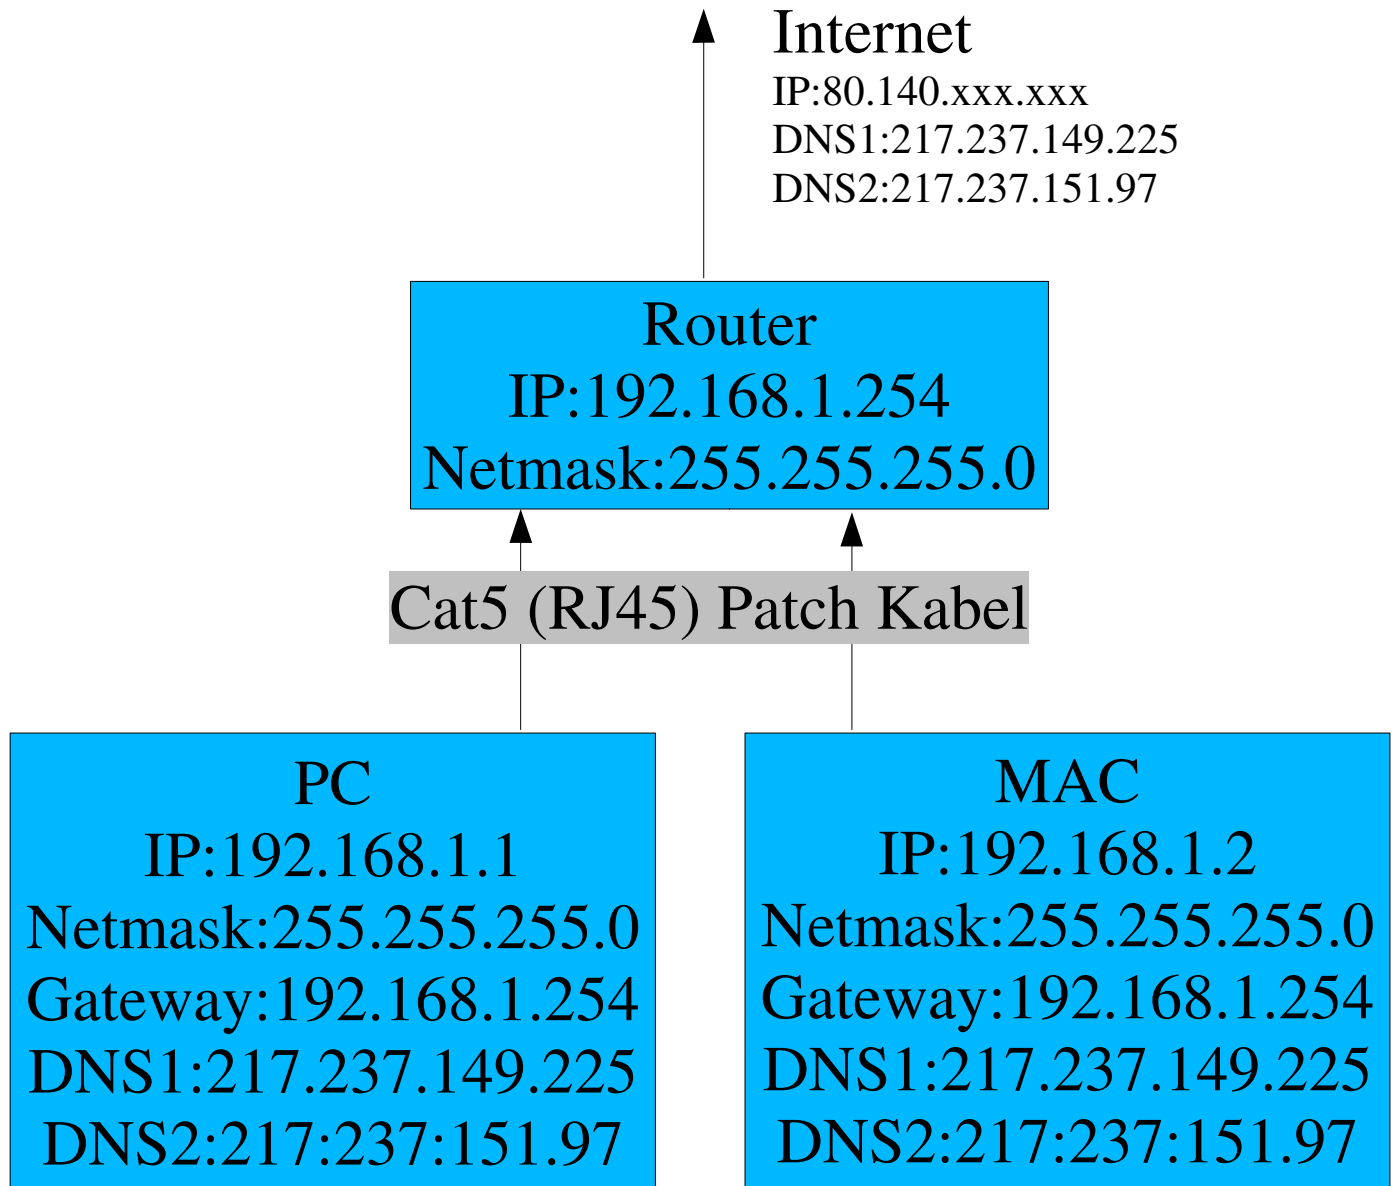 Internet
IP:80.140.xxx.xxx
DNS1:217.237.149.225
DNS2:217.237.151.97
Router
IP:192.168.1.254
Netmask:255.255.255.0
Cat5 (RJ45) Patch Kabel
PC
IP:192.168.1.1
Netmask:255.255.255.0
Gateway:192.168.1.254
DNS1:217.237.149.225
DNS2:217:237:151.97
MAC
IP:192.168.1.2
Netmask:255.255.255.0
Gateway:192.168.1.254
DNS1:217.237.149.225
DNS2:217:237:151.97